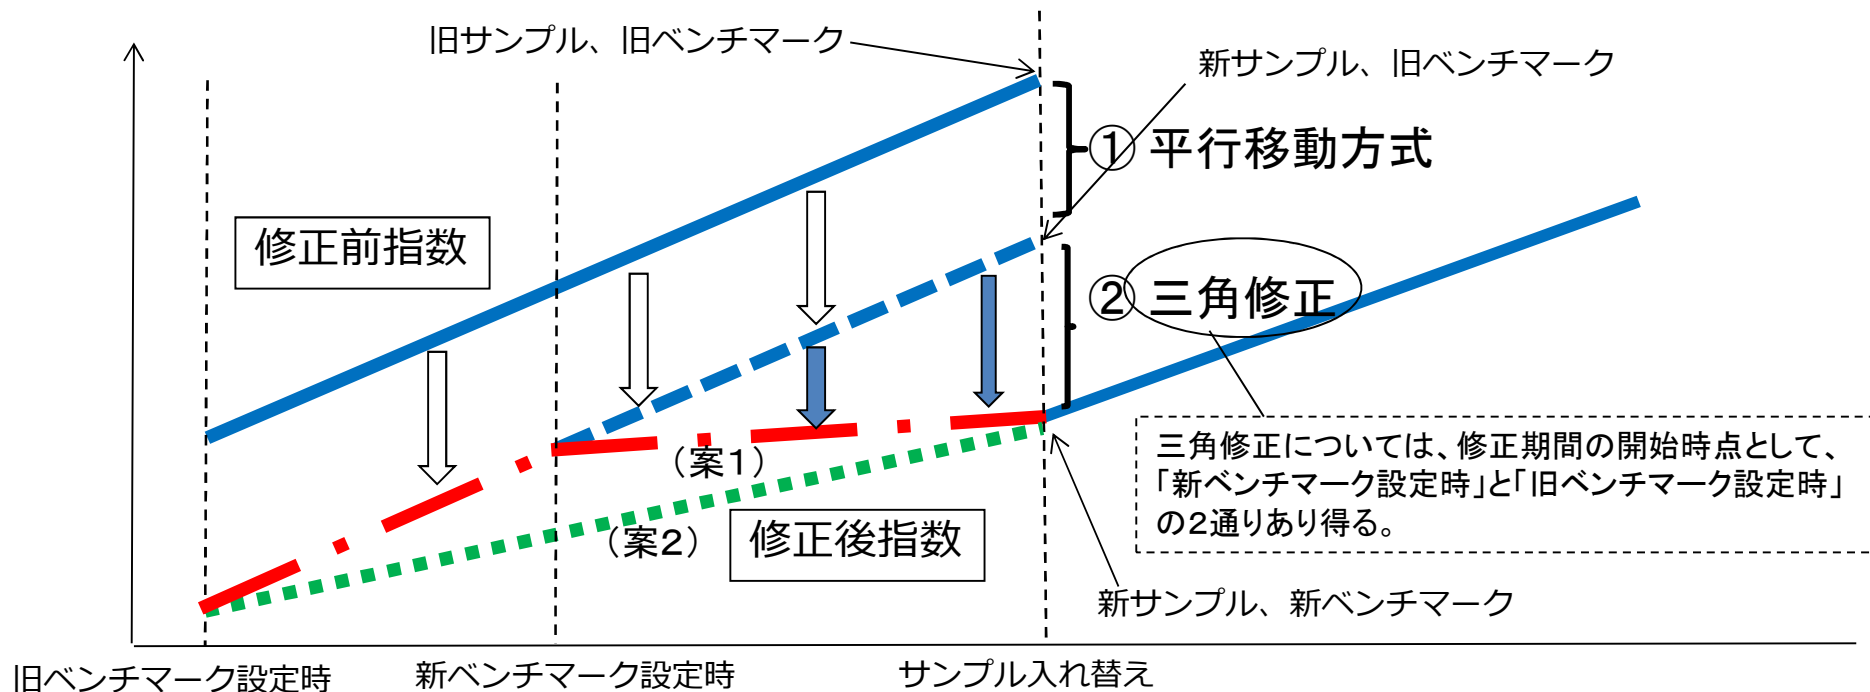 旧サンプル、旧ベンチマーク
新サンプル、旧ベンチマーク
① 平行移動方式
修正前指数
② 三角修正
三角修正については、修正期間の開始時点として、
「新ベンチマーク設定時」と「旧ベンチマーク設定時」
の２通りあり得る。
（案１）
（案２）
修正後指数
新サンプル、新ベンチマーク
旧ベンチマーク設定時
新ベンチマーク設定時
サンプル入れ替え